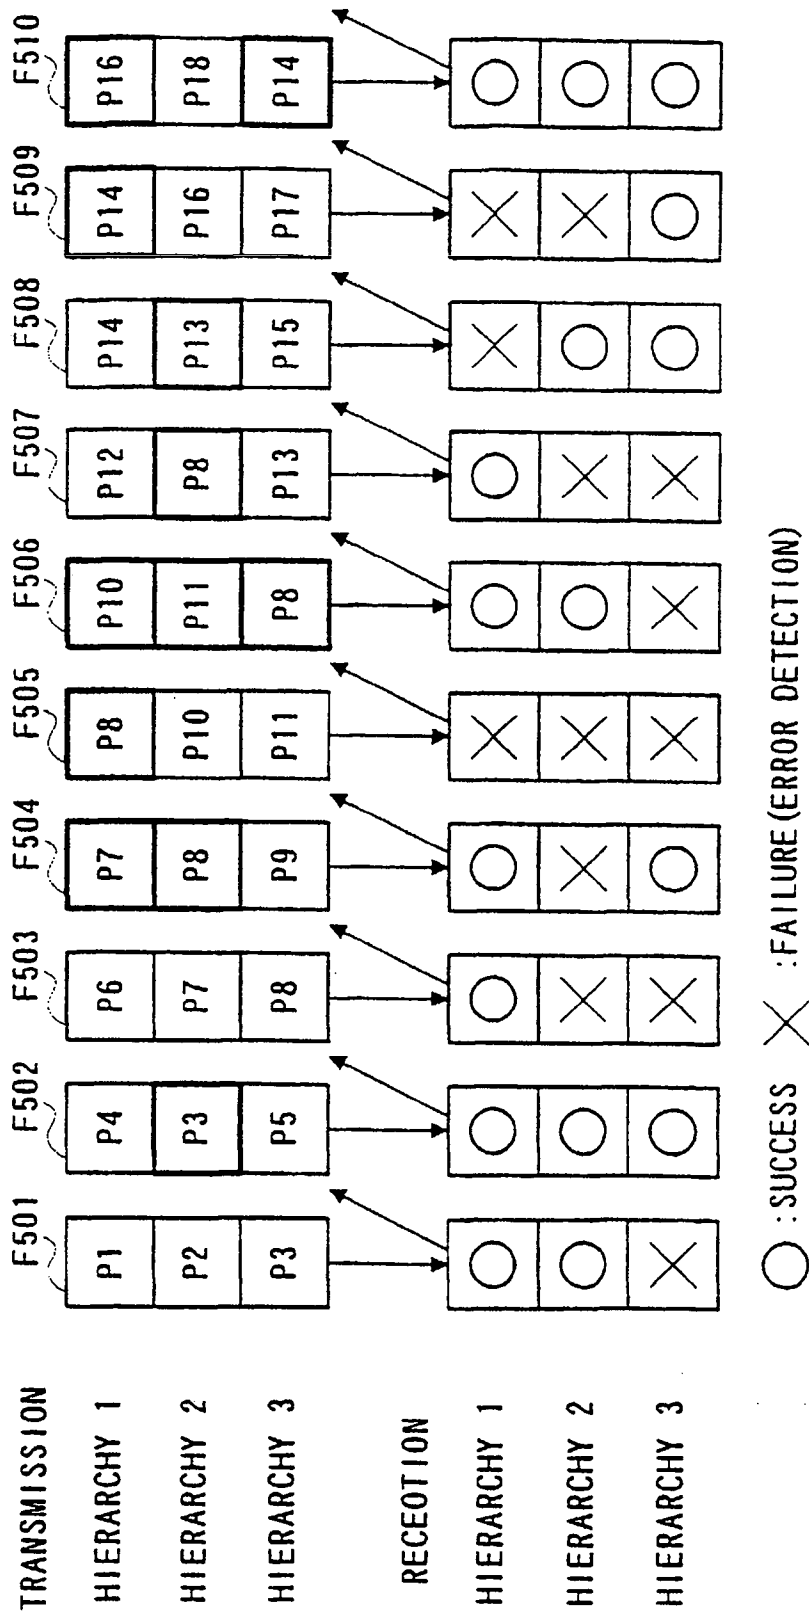 F501 F502 F503 F504 F505 F506 F507 F508 F509 F510
TRANSMISSION
HIERARCHY 1 P1 P4 P6 P7 P8 P10 P12 P14 P14 P16
HIERARCHY 2 P2 P3 P7 P8 P10 P11 P8 P13 P16 P18
HIERARCHY 3 P3 P5 P8 P9 P11 P8 P13 P15 P17 P14
RECEOTION
HIERARCHY 1
HIERARCHY 2
HIERARCHY 3
:SUCCESS :FAILURE(ERROR DETECTION)